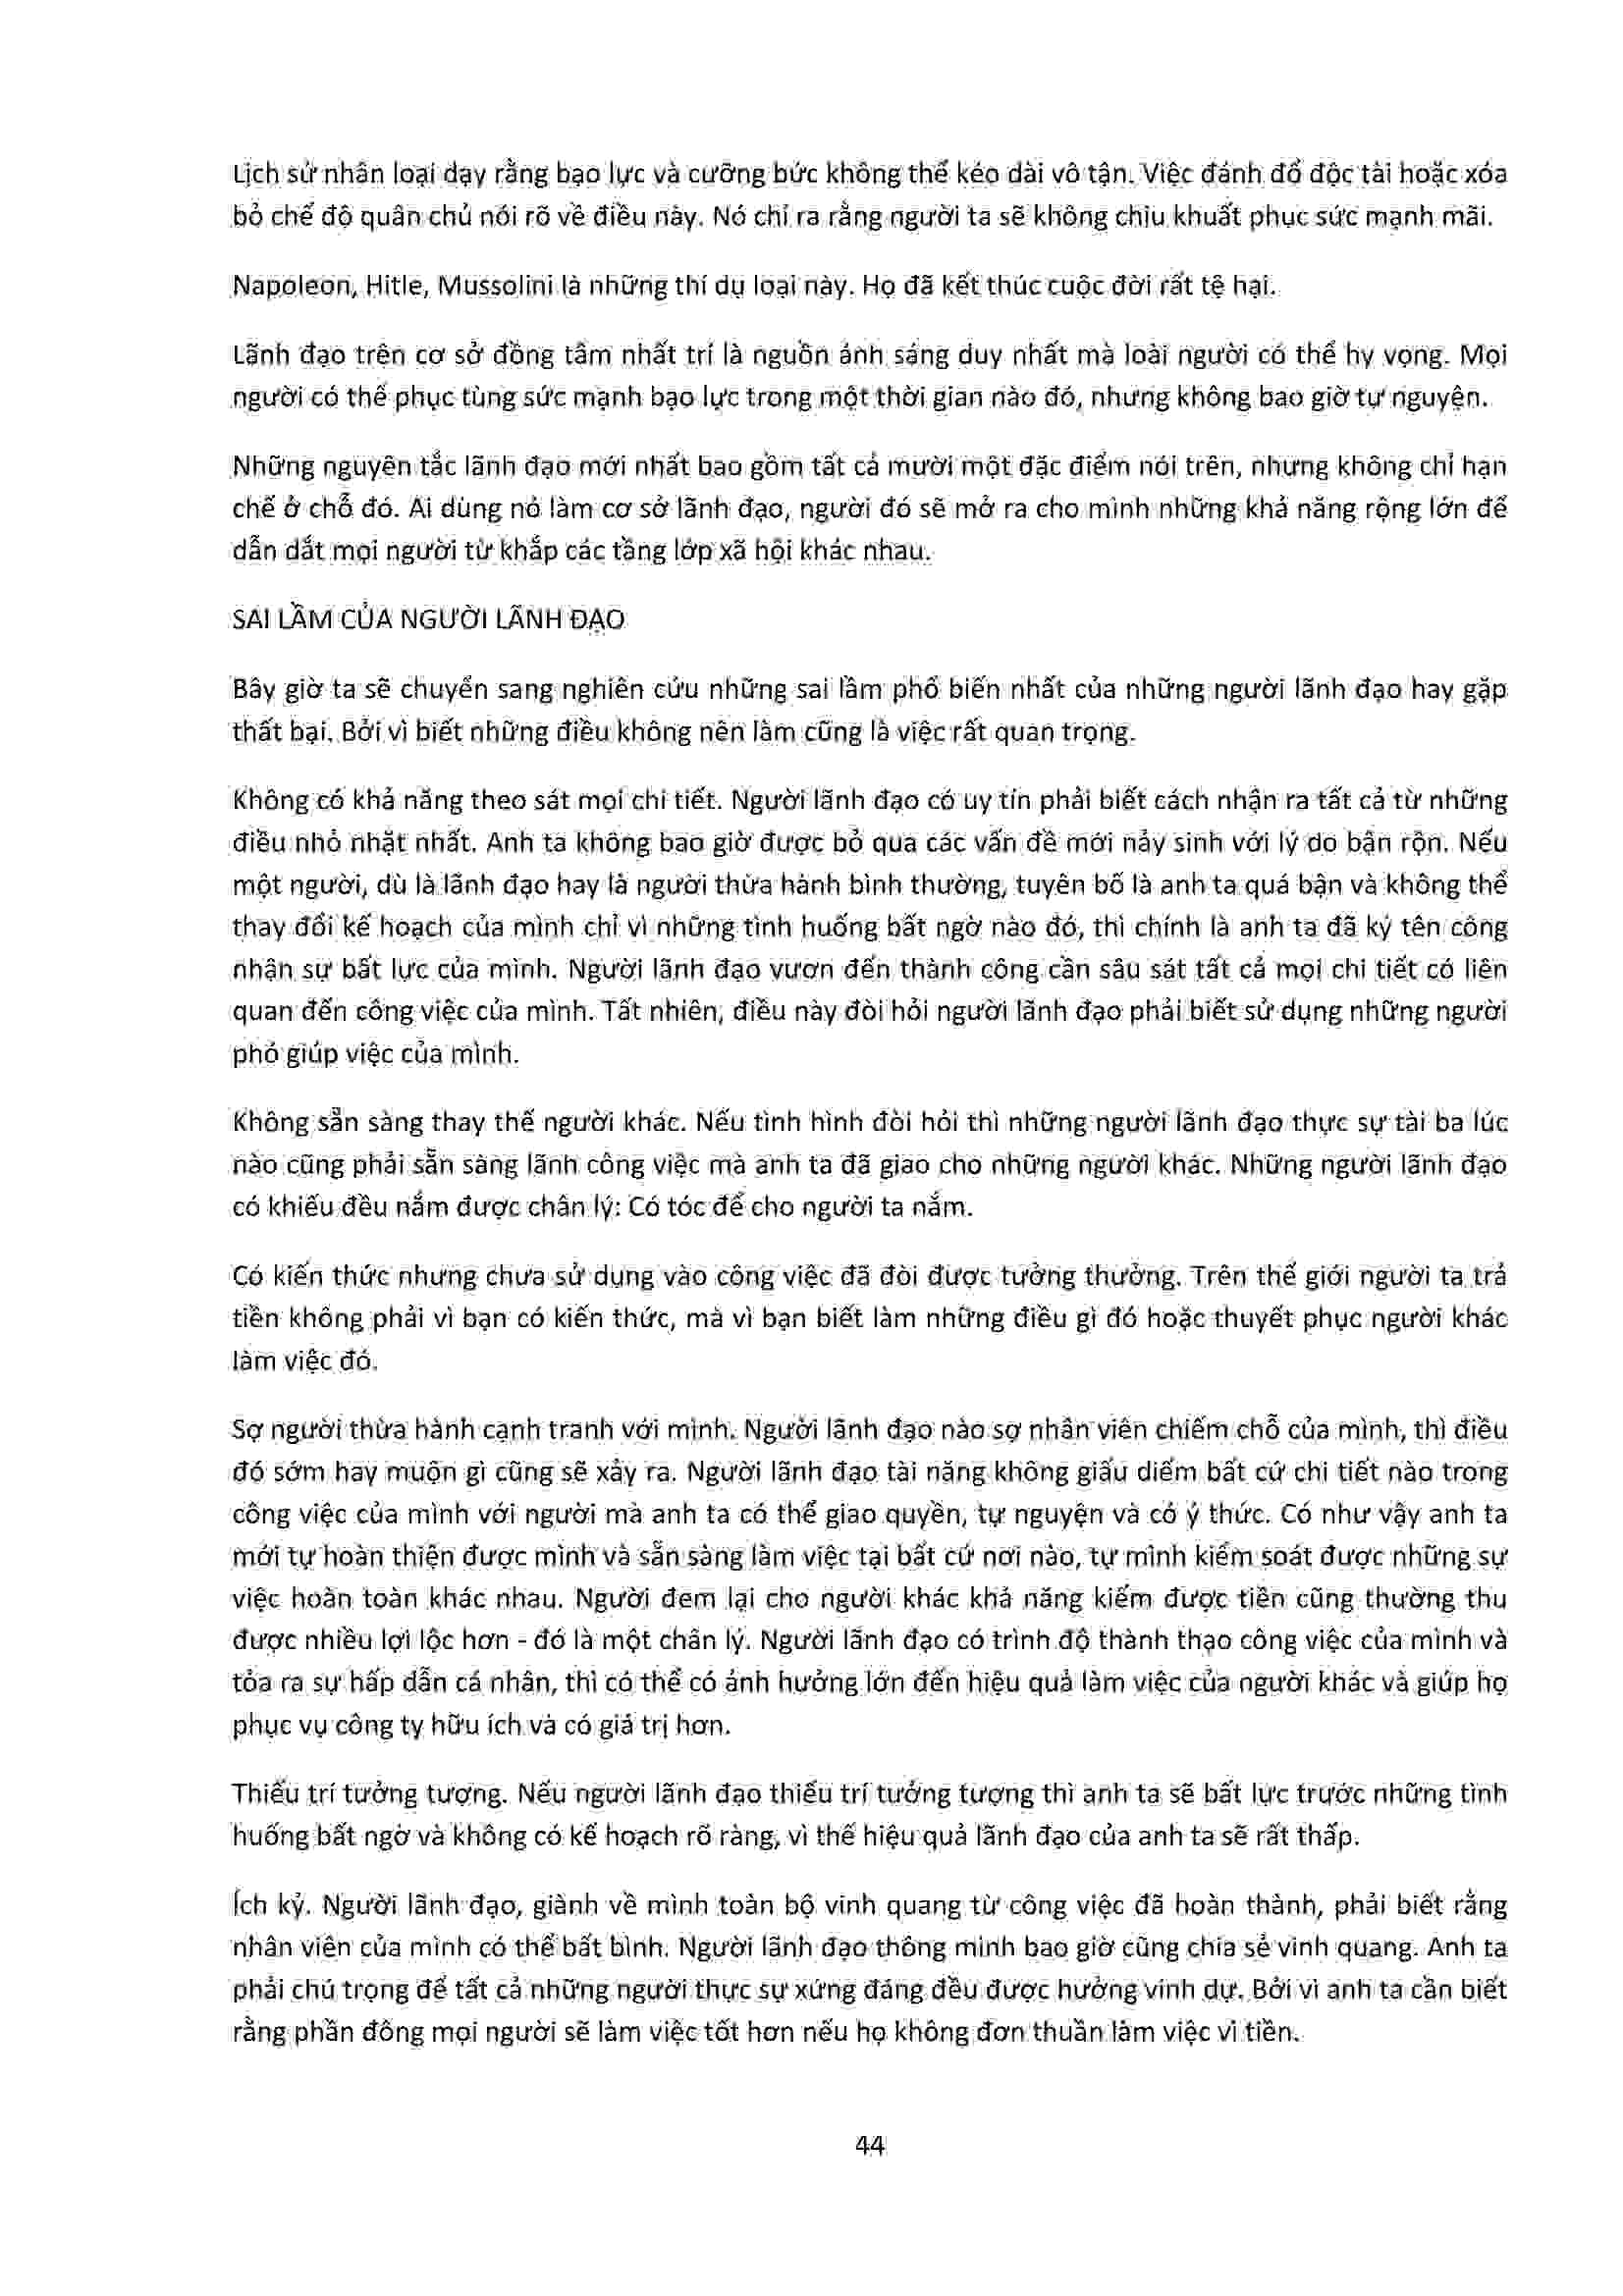 Lịch sử nhân loại dạy rằng bạo lực và cưỡng bức không thể kéo dài vô tận. Việc đánh đổ độc tài hoặc xóa
bỏ chế độ quân chủ nói rõ về điều này. Nó chỉ ra rằng người ta sẽ không chịu khuất phục sức mạnh mãi.
Napoleon, Hitle, Mussolini là những thí dụ loại này. Họ đã kết thúc cuộc đời rất tệ hại.
Lãnh đạo trên cơ sở đồng tâm nhất trí là nguồn ánh sáng duy nhất mà loài người có thể hy vọng. Mọi
người có thể phục tùng sức mạnh bạo lực trong một thời gian nào đó, nhưng không bao giờ tự nguyện.
Những nguyên tắc lãnh đạo mới nhất bao gồm tất cả mười một đặc điểm nói trên, nhưng không chỉ hạn
chế ở chỗ đó. Ai dùng nó làm cơ sở lãnh đạo, người đó sẽ mở ra cho mình những khả năng rộng lớn để
dẫn dắt mọi người từ khắp các tầng lớp xã hội khác nhau.
SAI LẦM CỦA NGƯỜI LÃNH ĐẠO
Bây giờ ta sẽ chuyển sang nghiên cứu những sai lầm phổ biến nhất của những người lãnh đạo hay gặp
thất bại. Bởi vì biết những điều không nên làm cũng là việc rất quan trọng.
Không có khả năng theo sát mọi chi tiết. Người lãnh đạo có uy tín phải biết cách nhận ra tất cả từ những
điều nhỏ nhặt nhất. Anh ta không bao giờ được bỏ qua các vấn đề mới nảy sinh với lý do bận rộn. Nếu
một người, dù là lãnh đạo hay là người thừa hành bình thường, tuyên bố là anh ta quá bận và không thể
thay đổi kế hoạch của mình chỉ vì những tình huống bất ngờ nào đó, thì chính là anh ta đã ký tên công
nhận sự bất lực của mình. Người lãnh đạo vươn đến thành công cần sâu sát tất cả mọi chi tiết có liên
quan đến công việc của mình. Tất nhiên, điều này đòi hỏi người lãnh đạo phải biết sử dụng những người
phó giúp việc của mình.
Không sẵn sàng thay thế người khác. Nếu tình hình đòi hỏi thì những người lãnh đạo thực sự tài ba lúc
nào cũng phải sẵn sàng lãnh công việc mà anh ta đã giao cho những người khác. Những người lãnh đạo
có khiếu đều nắm được chân lý: Có tóc để cho người ta nắm.
Có kiến thức nhưng chưa sử dụng vào công việc đã đòi được tưởng thưởng. Trên thế giới người ta trả
tiền không phải vì bạn có kiến thức, mà vì bạn biết làm những điều gì đó hoặc thuyết phục người khác
làm việc đó.
Sợ người thừa hành cạnh tranh với mình. Người lãnh đạo nào sợ nhân viên chiếm chỗ của mình, thì điều
đó sớm hay muộn gì cũng sẽ xảy ra. Người lãnh đạo tài năng không giấu diếm bất cứ chi tiết nào trong
công việc của mình với người mà anh ta có thể giao quyền, tự nguyện và có ý thức. Có như vậy anh ta
mới tự hoàn thiện được mình và sẵn sàng làm việc tại bất cứ nơi nào, tự mình kiểm soát được những sự
việc hoàn toàn khác nhau. Người đem lại cho người khác khả năng kiếm được tiền cũng thường thu
được nhiều lợi lộc hơn - đó là một chân lý. Người lãnh đạo có trình độ thành thạo công việc của mình và
tỏa ra sự hấp dẫn cá nhân, thì có thể có ảnh hưởng lớn đến hiệu quả làm việc của người khác và giúp họ
phục vụ công ty hữu ích và có giá trị hơn.
Thiếu trí tưởng tượng. Nếu người lãnh đạo thiếu trí tưởng tượng thì anh ta sẽ bất lực trước những tình
huống bất ngờ và không có kế hoạch rõ ràng, vì thế hiệu quả lãnh đạo của anh ta sẽ rất thấp.
Ích kỷ. Người lãnh đạo, giành về mình toàn bộ vinh quang từ công việc đã hoàn thành, phải biết rằng
nhân viên của mình có thể bất bình. Người lãnh đạo thông minh bao giờ cũng chia sẻ vinh quang. Anh ta
phải chú trọng để tất cả những người thực sự xứng đáng đều được hưởng vinh dự. Bởi vì anh ta cần biết
rằng phần đông mọi người sẽ làm việc tốt hơn nếu họ không đơn thuần làm việc vì tiền.
44